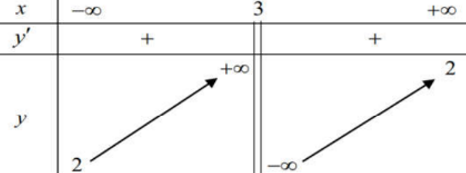 x −∞ 3 +∞
y′ + +
+∞ 2
y
2 −∞